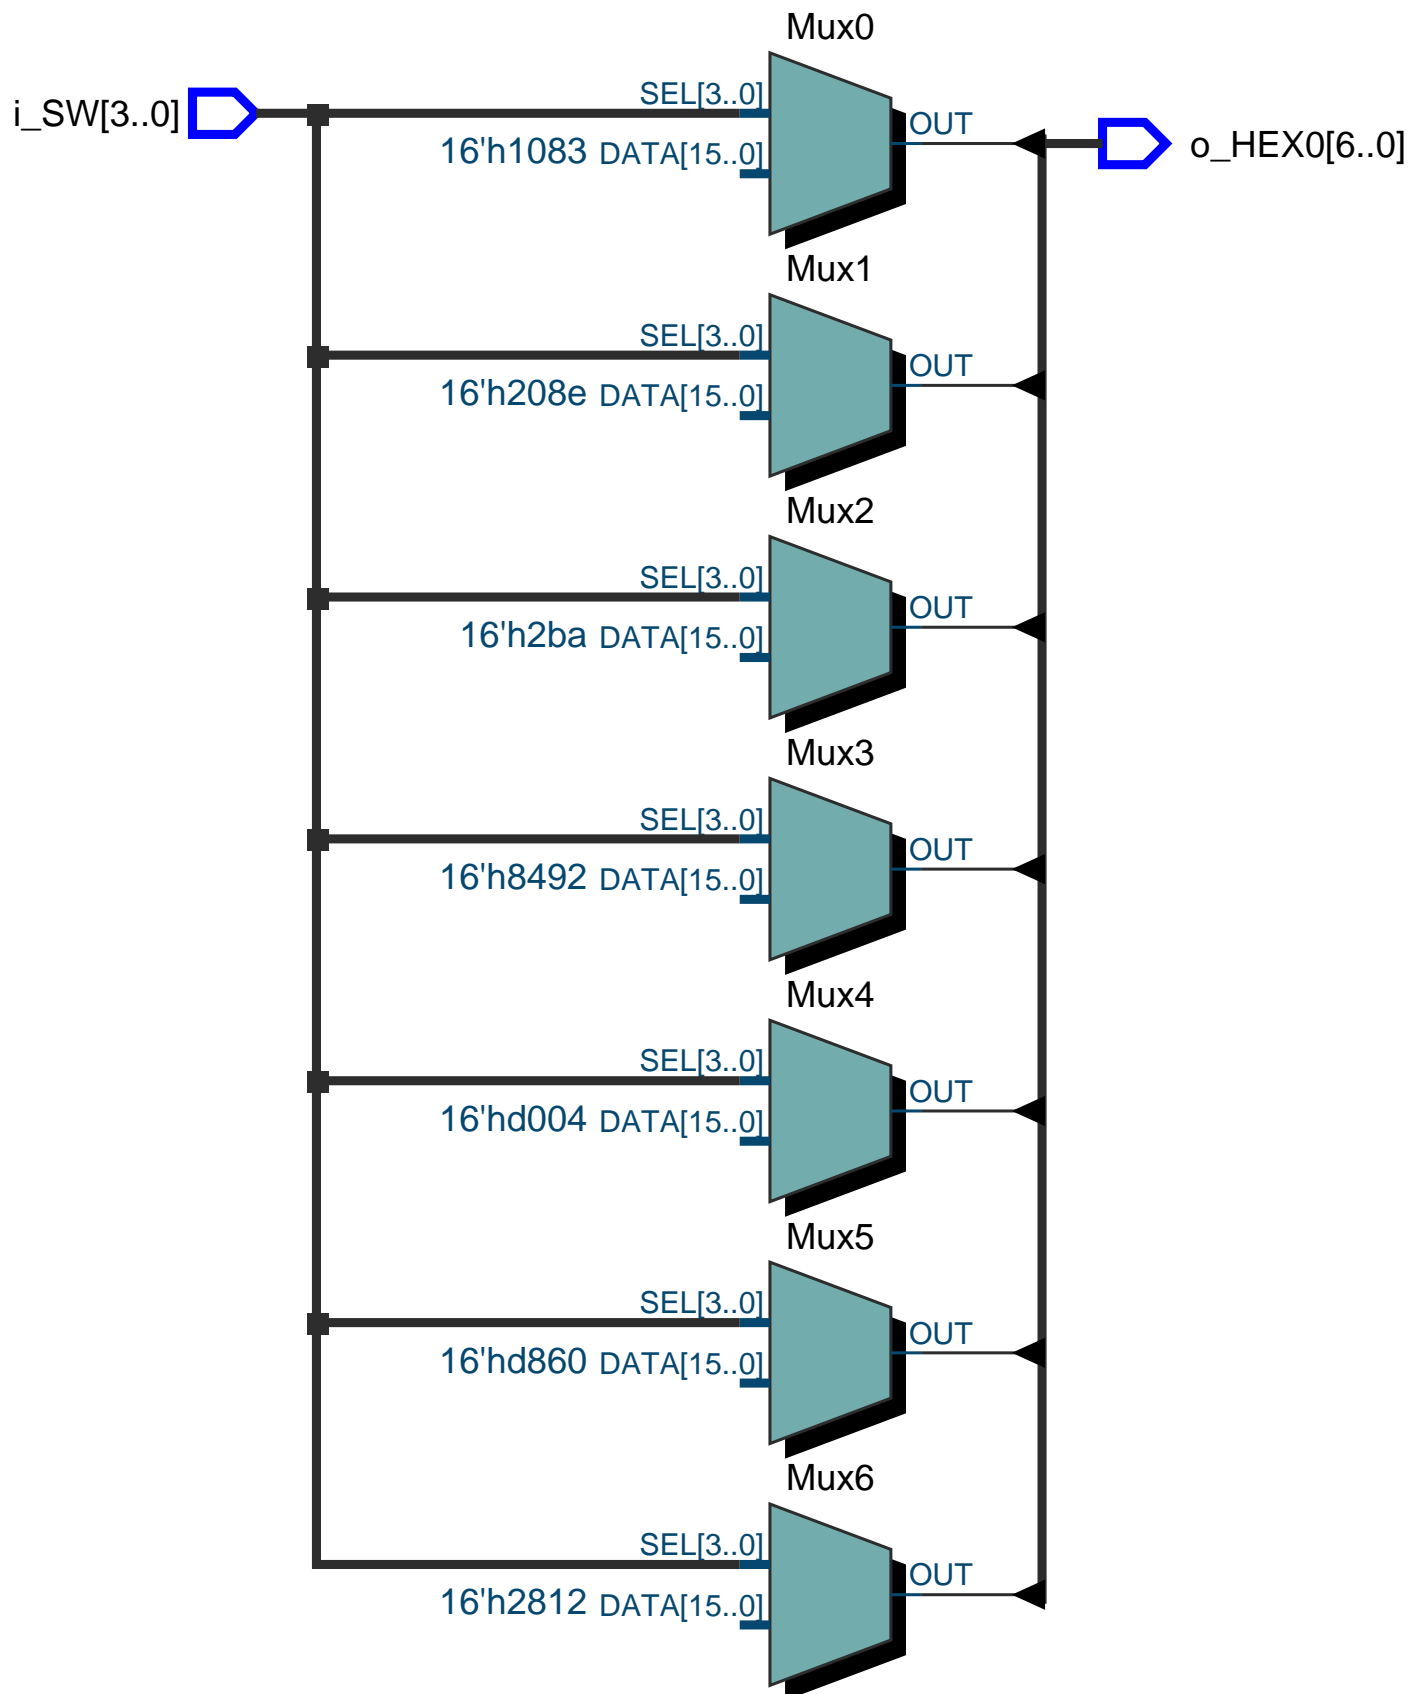 Mux0
i_SW[3..0]
SEL[3..0]
16'h1083 DATA[15..0]
OUT
o_HEX0[6..0]
Mux1
SEL[3..0]
16'h208e DATA[15..0]
OUT
Mux2
SEL[3..0]
16'h2ba DATA[15..0]
OUT
Mux3
SEL[3..0]
16'h8492 DATA[15..0]
OUT
Mux4
SEL[3..0]
16'hd004 DATA[15..0]
OUT
Mux5
SEL[3..0]
16'hd860 DATA[15..0]
OUT
Mux6
SEL[3..0]
16'h2812 DATA[15..0]
OUT